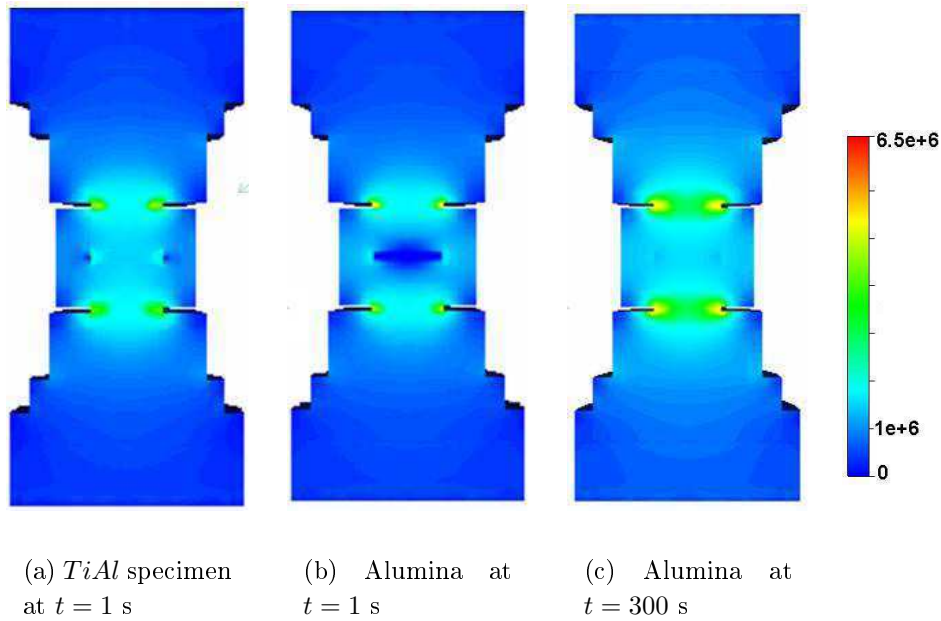 6.5e+6
1e+6
0
(a) TiAl specimen
at t = 1 s
(b) Alumina at
t = 1 s
(c) Alumina at
t = 300 s